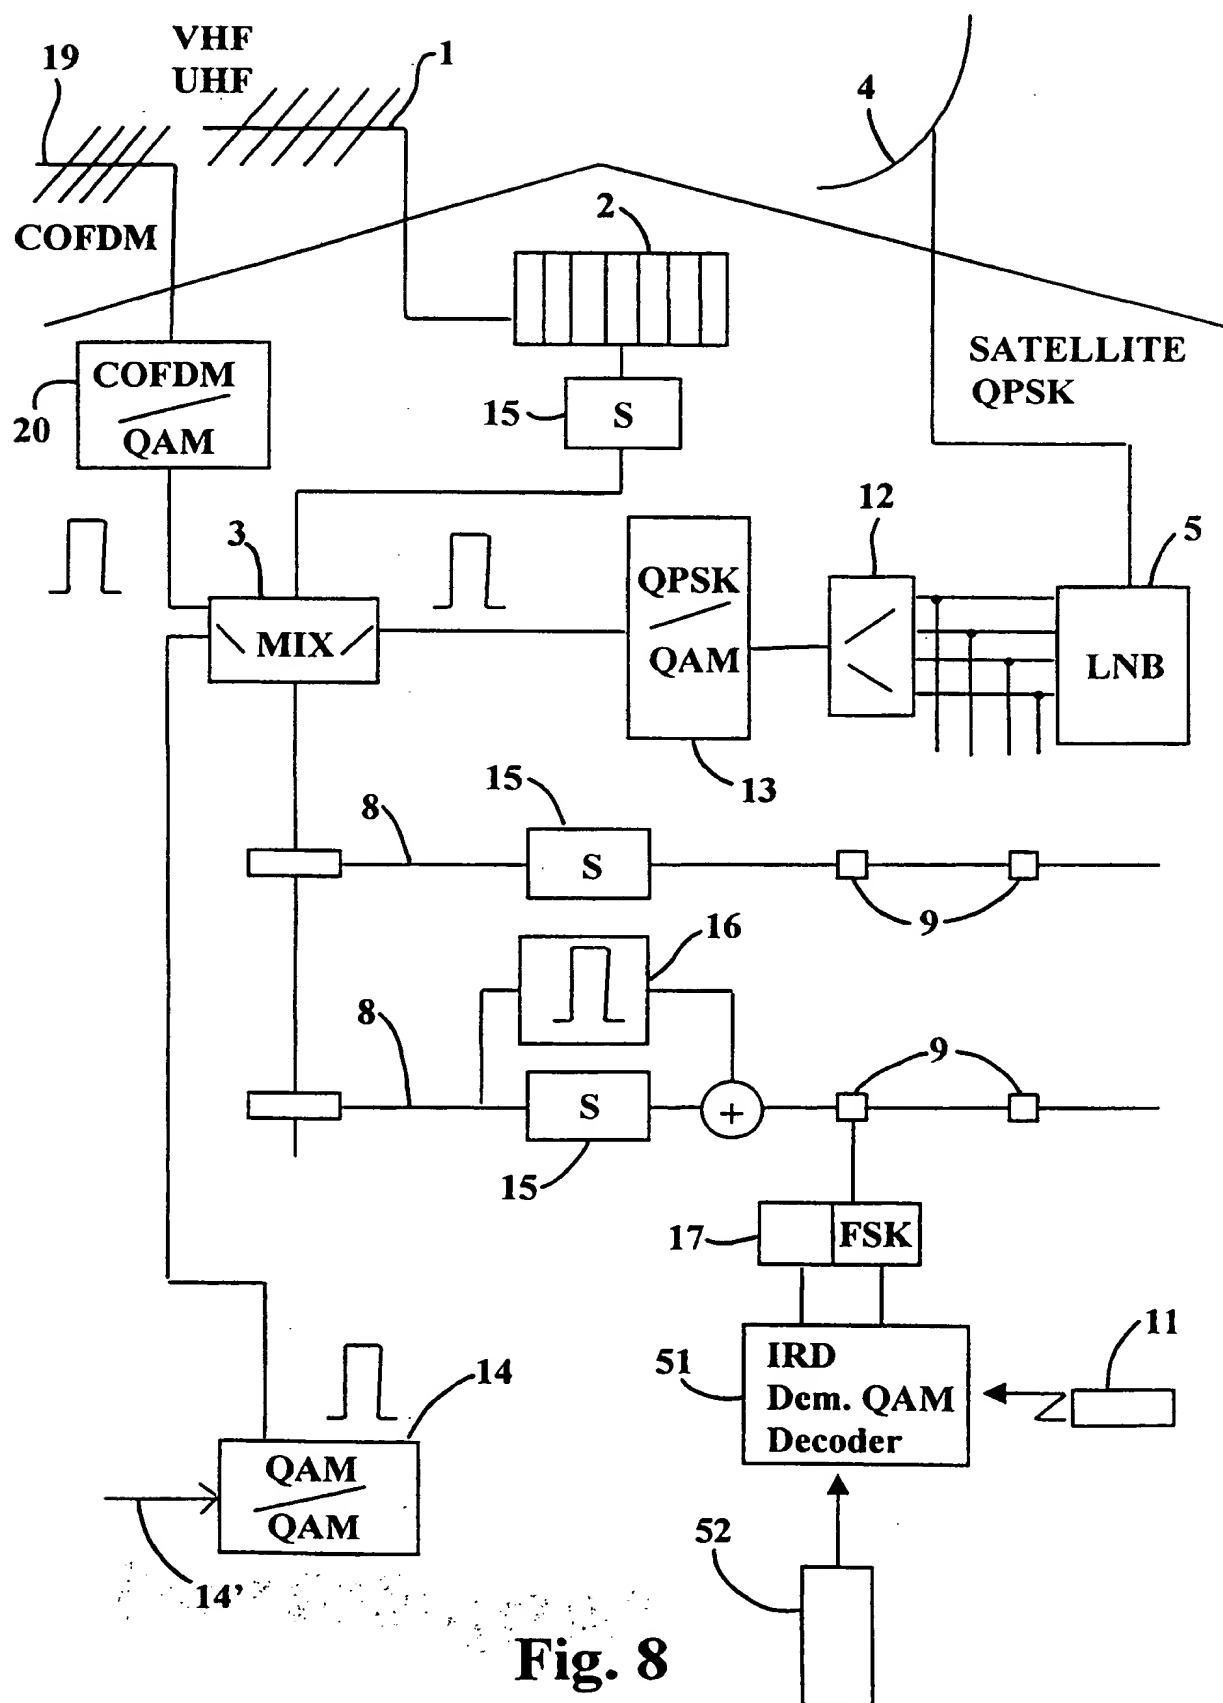 19
VHF
UHF
1
4
COFDM
2
SATELLITE
QPSK
COFDM
QAM
20
15
S
12
5
3
MIX
QPSK
QAM
LNB
13
15
8
S
9
16
8
S
+
9
15
17
FSK
11
51
IRD
Dem. QAM
Decoder
14
QAM
QAM
14'
52
Fig. 8